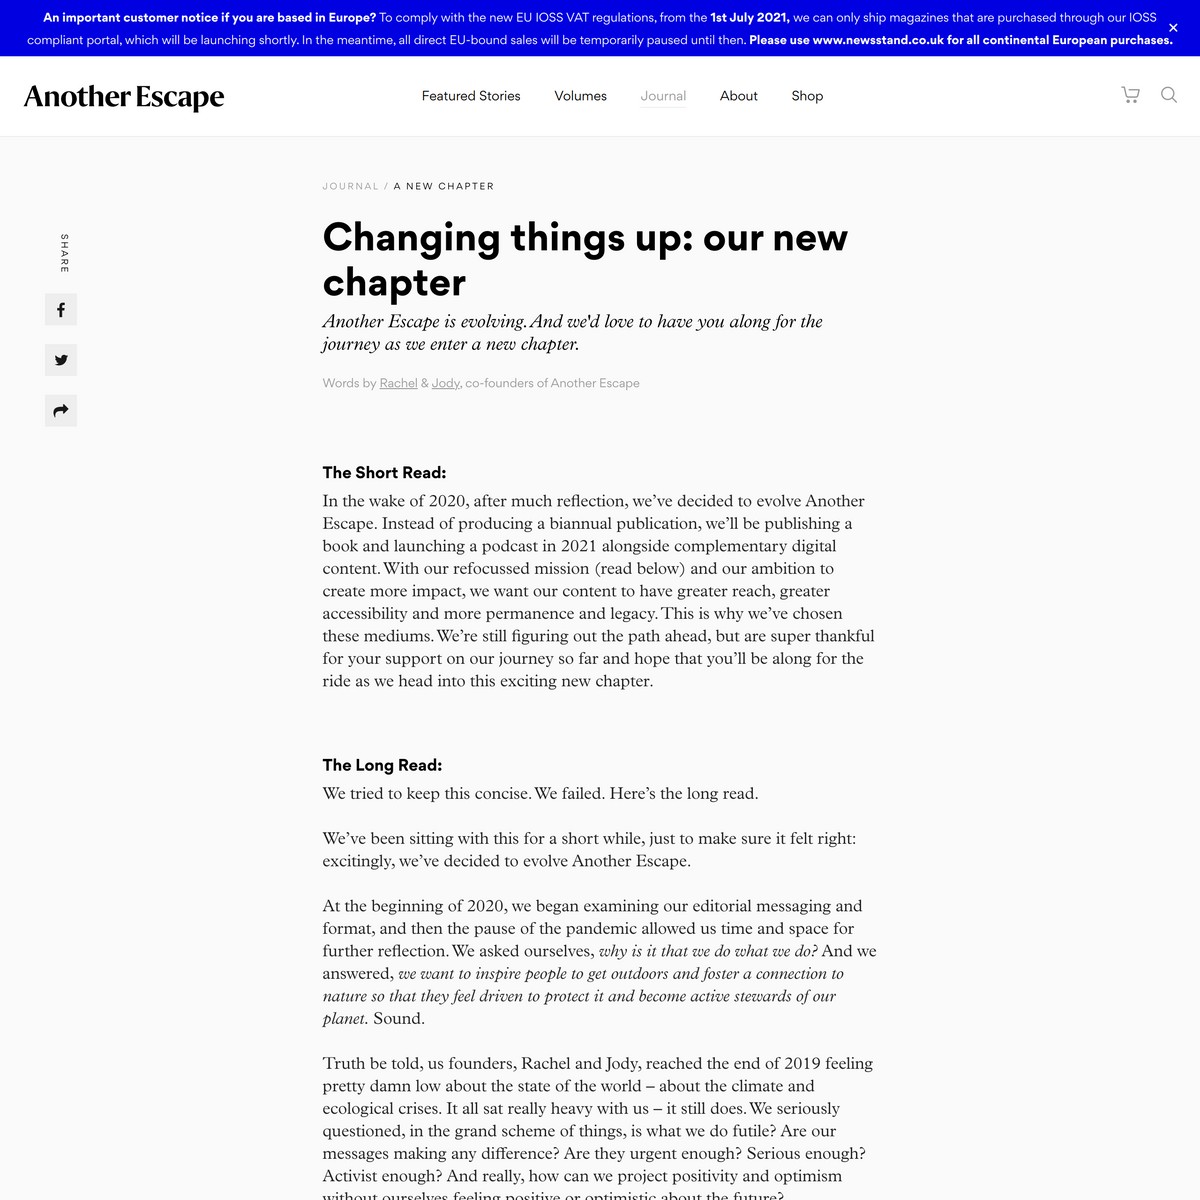 An important customer notice if you are based in Europe? To comply with the new EU IOSS VAT regulations, from the 1st July 2021, we can only ship magazines that are purchased through our IOSS
compliant portal, which will be launching shortly. In the meantime, all direct EU-bound sales will be temporarily paused until then. Please use www.newsstand.co.uk for all continental European purchases.
Another Escape
Featured Stories
Volumes
Journal
About
Shop
JOURNAL / A NEW CHAPTER
SHARE
Changing things up: our new
chapter
Another Escape is evolving. And we'd love to have you along for the
journey as we enter a new chapter.
Words by Rachel & Jody, co-founders of Another Escape
The Short Read:
In the wake of 2020, after much reflection, we’ve decided to evolve Another
Escape. Instead of producing a biannual publication, we’ll be publishing a
book and launching a podcast in 2021 alongside complementary digital
content. With our refocussed mission (read below) and our ambition to
create more impact, we want our content to have greater reach, greater
accessibility and more permanence and legacy. This is why we’ve chosen
these mediums. We’re still figuring out the path ahead, but are super thankful
for your support on our journey so far and hope that you’ll be along for the
ride as we head into this exciting new chapter.
The Long Read:
We tried to keep this concise. We failed. Here’s the long read.
We’ve been sitting with this for a short while, just to make sure it felt right:
excitingly, we’ve decided to evolve Another Escape.
At the beginning of 2020, we began examining our editorial messaging and
format, and then the pause of the pandemic allowed us time and space for
further reflection. We asked ourselves, why is it that we do what we do? And we
answered, we want to inspire people to get outdoors and foster a connection to
nature so that they feel driven to protect it and become active stewards of our
planet. Sound.
Truth be told, us founders, Rachel and Jody, reached the end of 2019 feeling
pretty damn low about the state of the world – about the climate and
ecological crises. It all sat really heavy with us – it still does. We seriously
questioned, in the grand scheme of things, is what we do futile? Are our
messages making any difference? Are they urgent enough? Serious enough?
Activist enough? And really, how can we project positivity and optimism
without ourselves feeling positive or optimistic about the future?